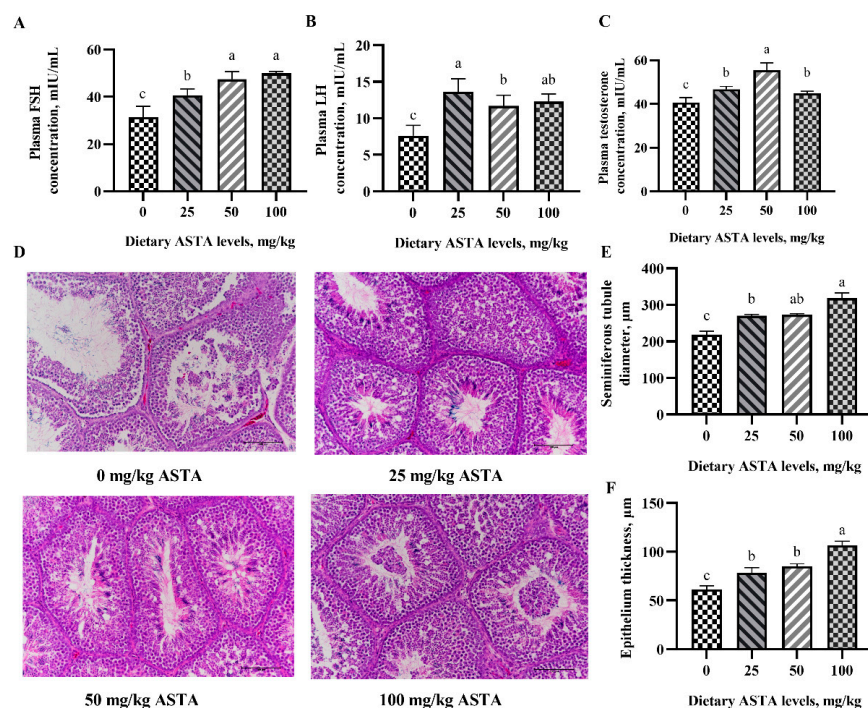 A
Plasma FSH
concentration, mIU/mL
60
40
20
0
c
b
a
a
0
25
50
100
Dietary ASTA levels, mg/kg
B
Plasma LH
concentration, mIU/mL
20
15
10
5
0
c
a
b
ab
0
25
50
100
Dietary ASTA levels, mg/kg
C
Plasma testosterone
concentration, mIU/mL
60
40
20
0
c
b
a
b
0
25
50
100
Dietary ASTA levels, mg/kg
D
0 mg/kg ASTA
25 mg/kg ASTA
50 mg/kg ASTA
100 mg/kg ASTA
E
Seminiferous tubule
diameter, μm
400
300
200
100
0
c
b
ab
a
0
25
50
100
Dietary ASTA levels, mg/kg
F
Epithelium thickness, μm
150
100
50
0
c
b
b
a
0
25
50
100
Dietary ASTA levels, mg/kg